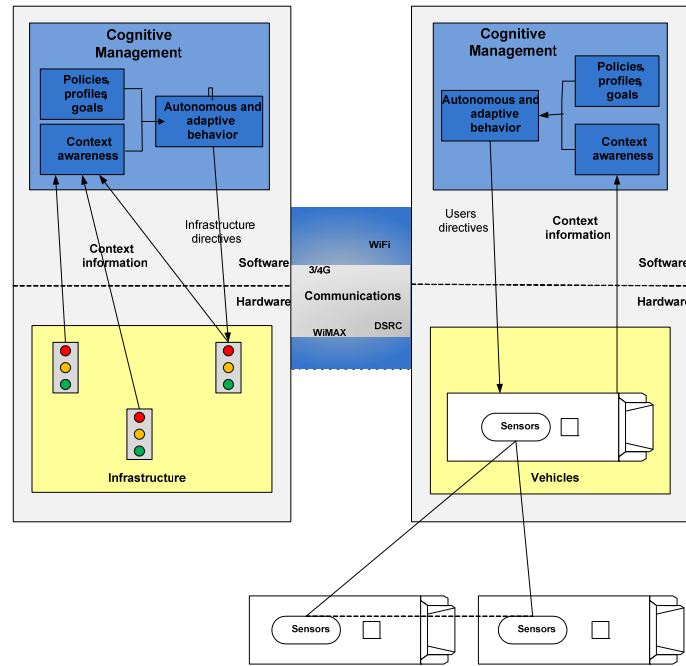 Cognitive
Management
Policies,
profiles,
goals
Autonomous and
adaptive
behavior
Context
awareness
Infrastructure
directives
Context
information
Software
Hardware
Infrastructure
WiFi
3/4G
Communications
WiMAX
DSRC
Cognitive
Management
Policies,
profiles,
goals
Autonomous and
adaptive
behavior
Context
awareness
Users
directives
Context
information
Software
Hardware
Sensors
Vehicles
Sensors
Sensors